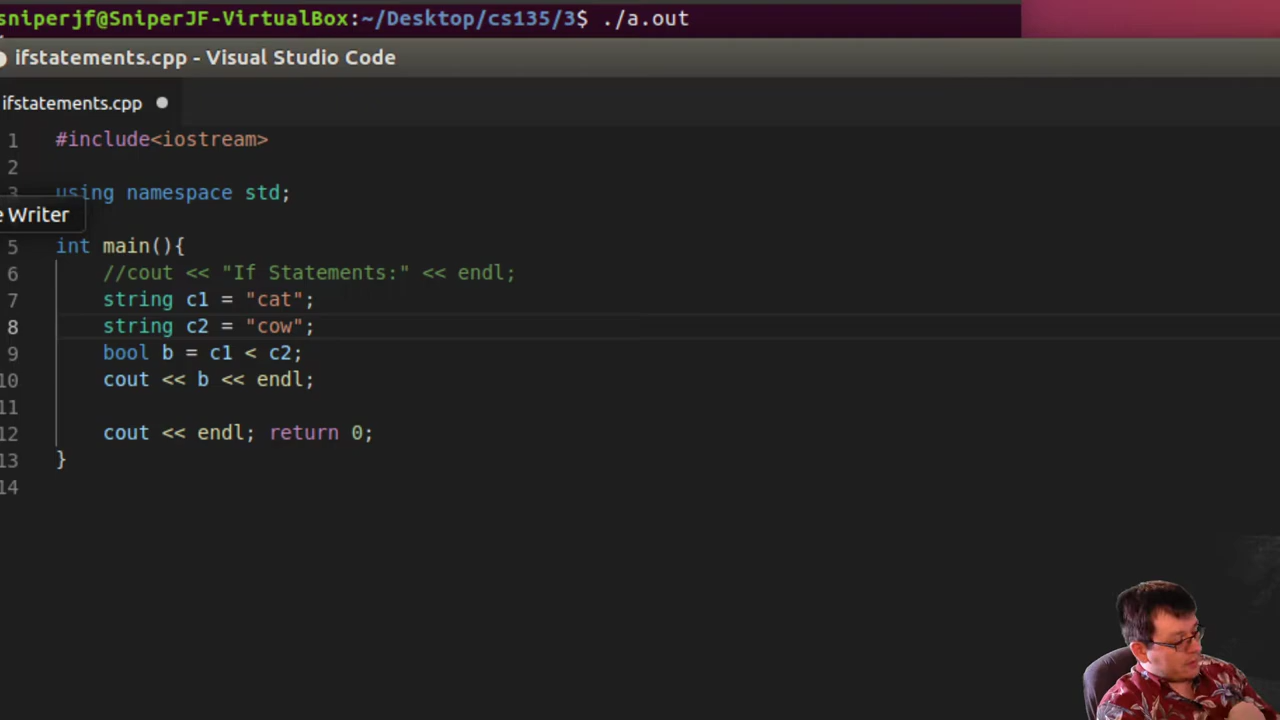 sniperjf@SniperJF-VirtualBox:~/Desktop/cs135/3$ ./a.out
ifstatements.cpp - Visual Studio Code
ifstatements.cpp
1 #include<iostream>
2
3 using namespace std;
e Writer
5 int main(){
6 //cout << "If Statements:" << endl;
7 string c1 = "cat";
8 string c2 = "cow";
9 bool b = c1 < c2;
10 cout << b << endl;
11
12 cout << endl; return 0;
13 }
14